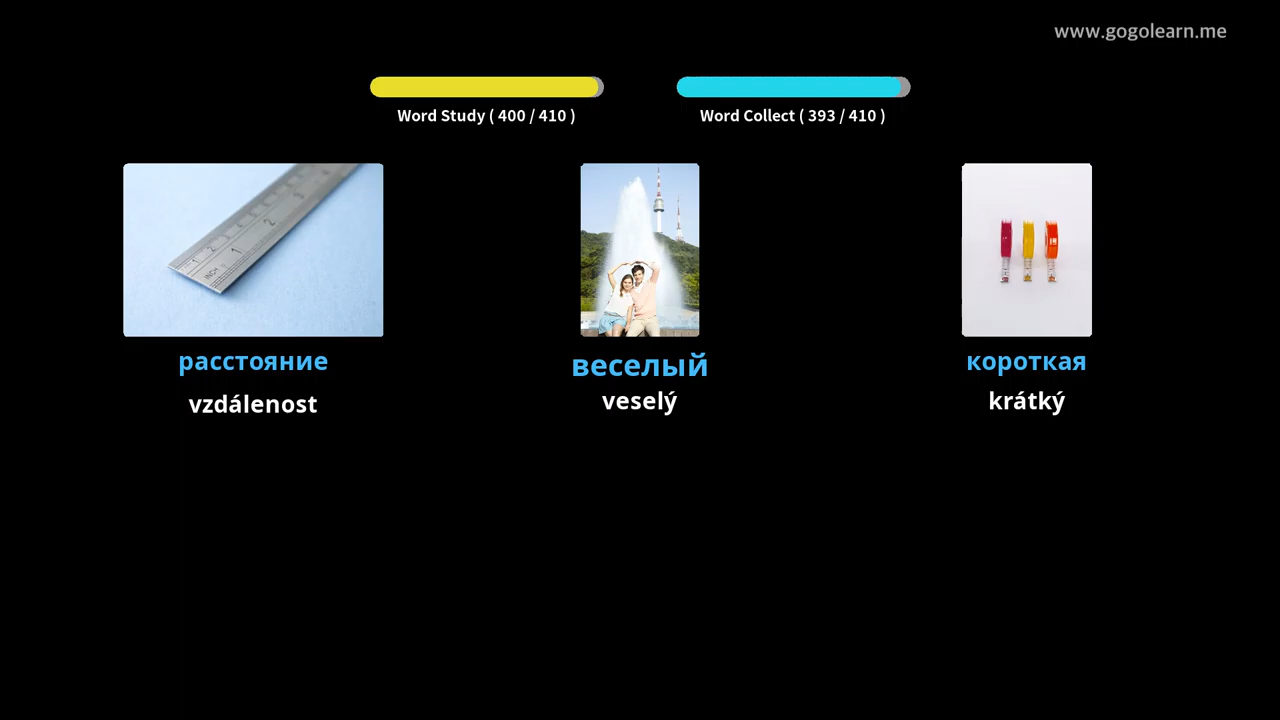 www.gogolearn.me
Word Study ( 400 / 410 )
Word Collect ( 393 / 410 )
расстояние
веселый
короткая
vzdálenost
veselý
krátký